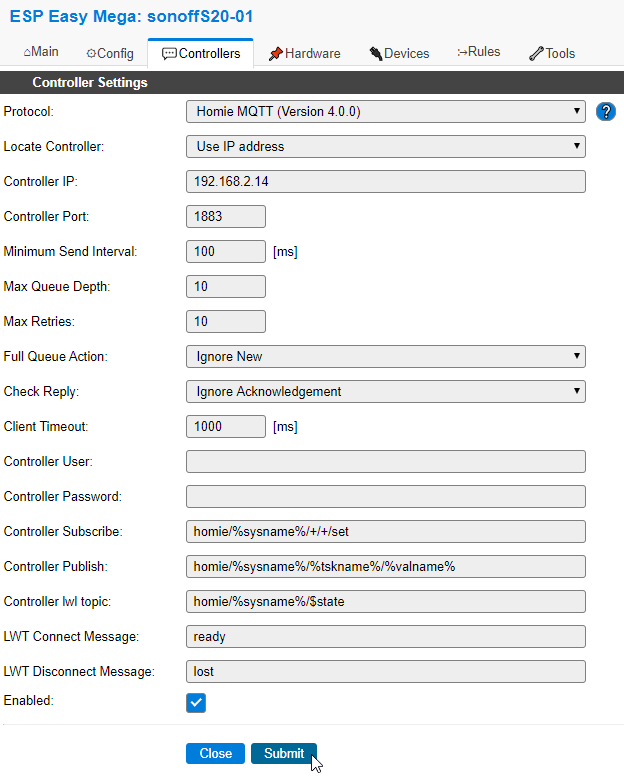 ESP Easy Mega: sonoffS20-01
Main Config Controllers Hardware Devices Rules Tools
Controller Settings
Protocol: Homie MQTT (Version 4.0.0) ?
Locate Controller: Use IP address
Controller IP: 192.168.2.14
Controller Port: 1883
Minimum Send Interval: 100 [ms]
Max Queue Depth: 10
Max Retries: 10
Full Queue Action: Ignore New
Check Reply: Ignore Acknowledgement
Client Timeout: 1000 [ms]
Controller User:
Controller Password:
Controller Subscribe: homie/%sysname%/+/+/set
Controller Publish: homie/%sysname%/%tskname%/%valname%
Controller lwl topic: homie/%sysname%/$state
LWT Connect Message: ready
LWT Disconnect Message: lost
Enabled:
Close Submit